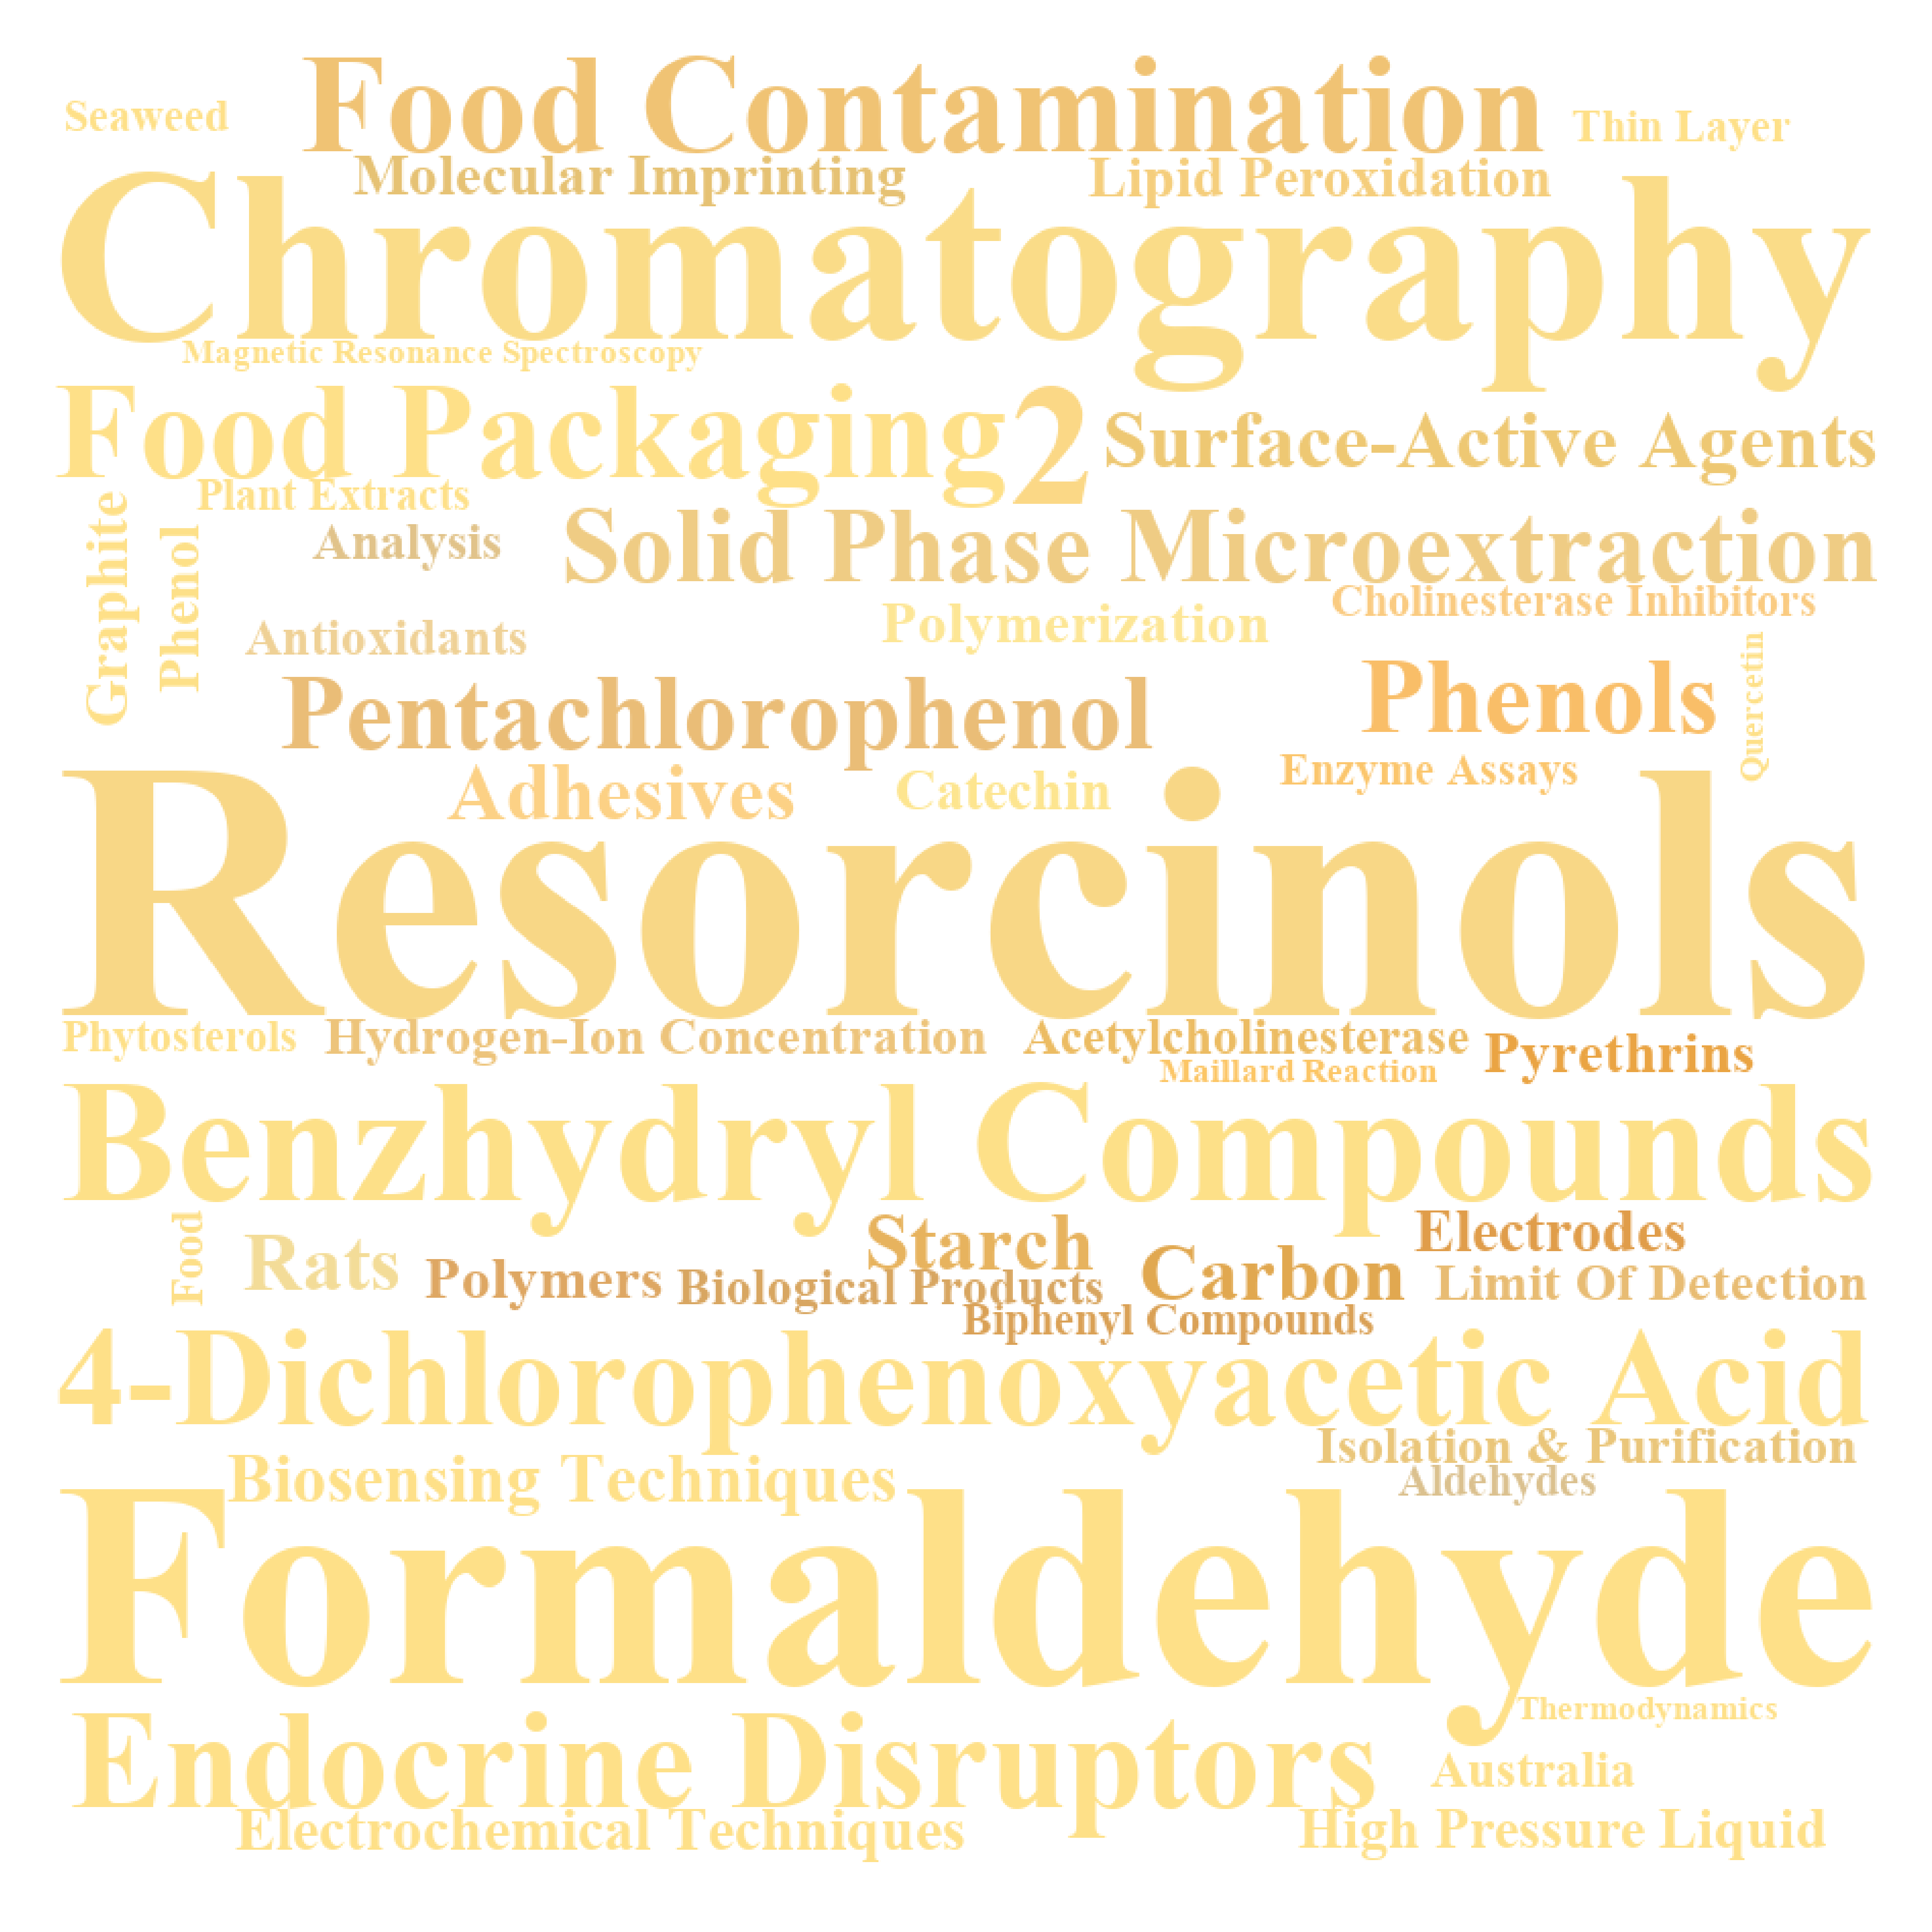 Food Contamination
Seaweed
Thin Layer
Molecular Imprinting
Lipid Peroxidation
Chromatography
Magnetic Resonance Spectroscopy
Food Packaging
2
Surface-Active Agents
Plant Extracts
Graphite
Phenol
Analysis
Solid Phase Microextraction
Cholinesterase Inhibitors
Antioxidants
Polymerization
Quercetin
Pentachlorophenol
Phenols
Adhesives
Catechin
Enzyme Assays
Resorcinols
Phytosterols
Hydrogen-Ion Concentration
Acetylcholinesterase
Pyrethrins
Maillard Reaction
Benzhydryl Compounds
Food
Rats
Polymers
Starch
Biological Products
Carbon
Electrodes
Limit Of Detection
Biphenyl Compounds
4-Dichlorophenoxyacetic Acid
Isolation & Purification
Biosensing Techniques
Aldehydes
Formaldehyde
Thermodynamics
Endocrine Disruptors
Australia
Electrochemical Techniques
High Pressure Liquid